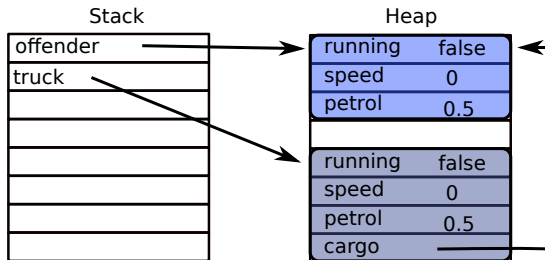 Stack
Heap
offender
truck
running false
speed 0
petrol 0.5
running false
speed 0
petrol 0.5
cargo